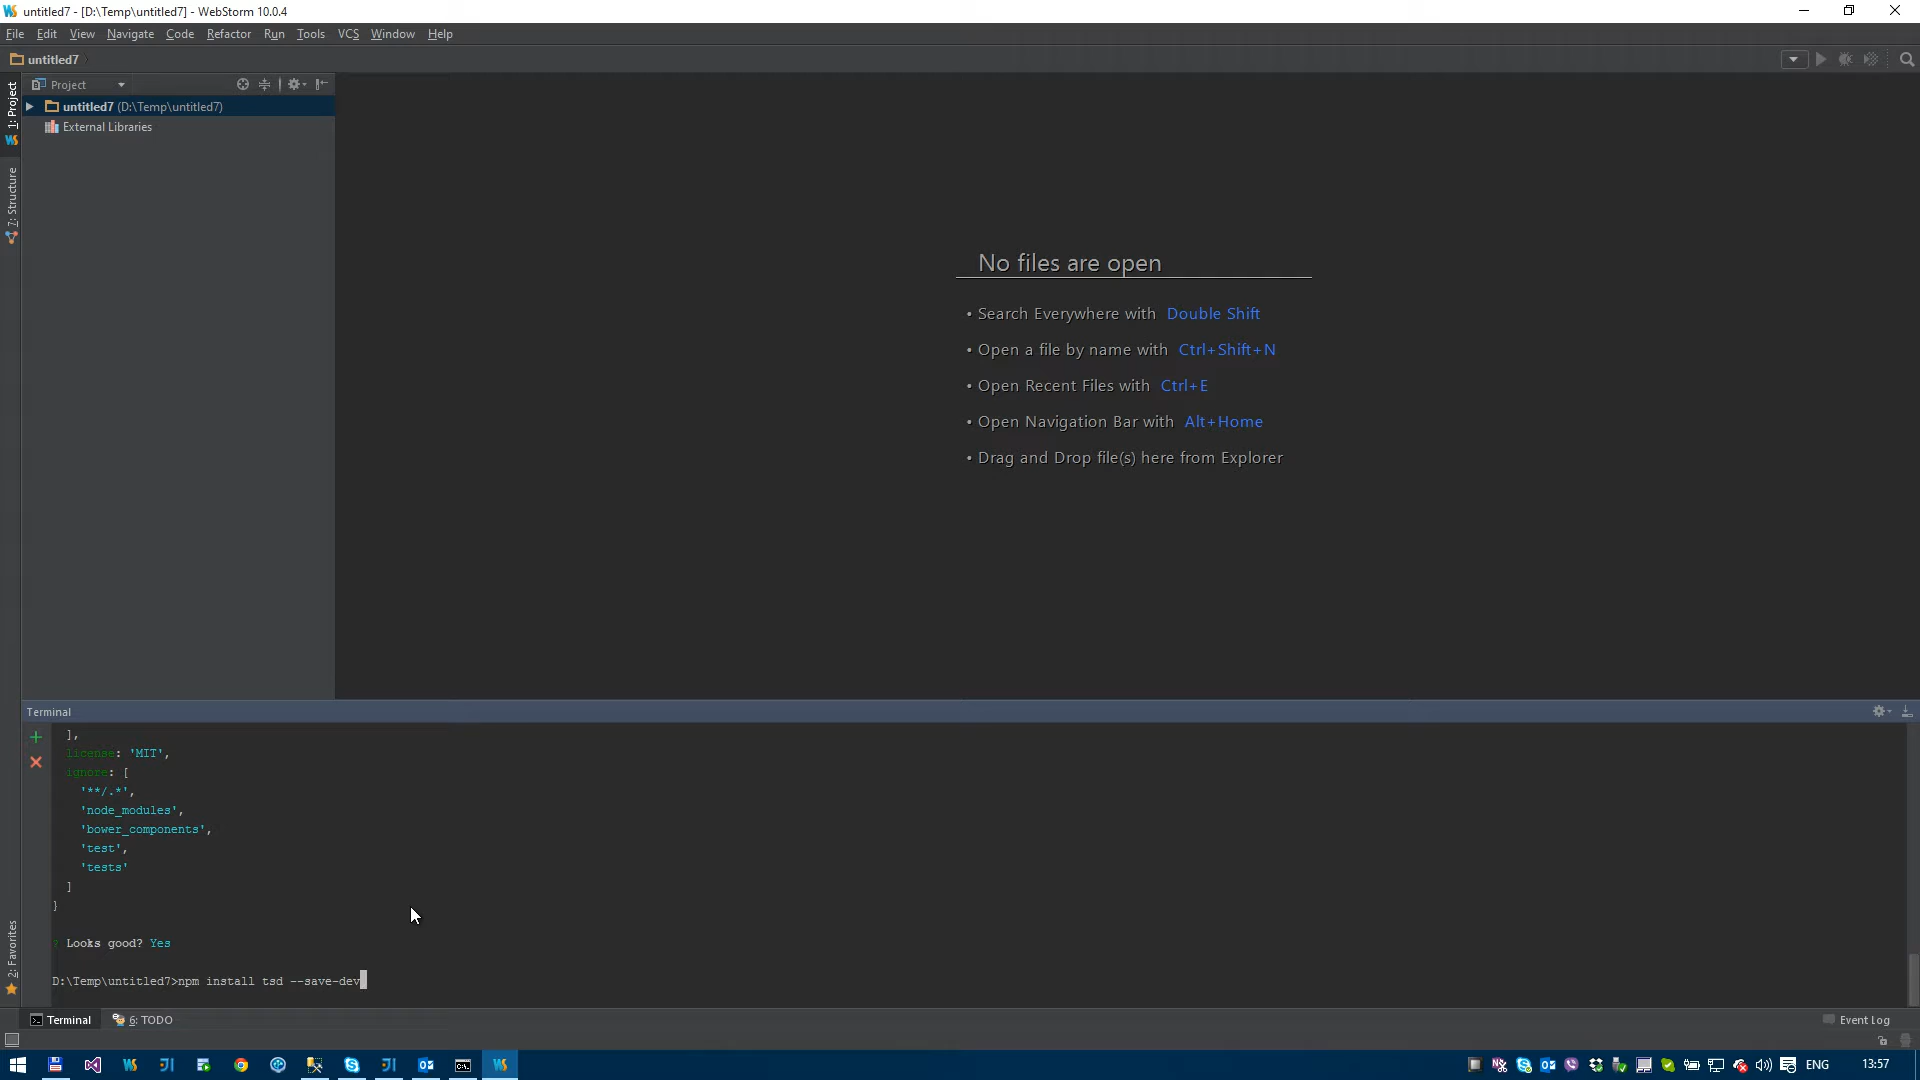 untitled7 - [D:\Temp\untitled7] - WebStorm 10.0.4
File Edit View Navigate Code Refactor Run Tools VCS Window Help
untitled7
Project
1: Project
untitled7 (D:\Temp\untitled7)
External Libraries
7: Structure
No files are open
• Search Everywhere with Double Shift
• Open a file by name with Ctrl+Shift+N
• Open Recent Files with Ctrl+E
• Open Navigation Bar with Alt+Home
• Drag and Drop file(s) here from Explorer
Terminal
],
license: 'MIT',
ignore: [
'**/.*',
'node_modules',
'bower_components',
'test',
'tests'
]
}
2: Favorites
? Looks good? Yes
D:\Temp\untitled7>npm install tsd --save-dev
Terminal 6: TODO Event Log
ENG 13:57